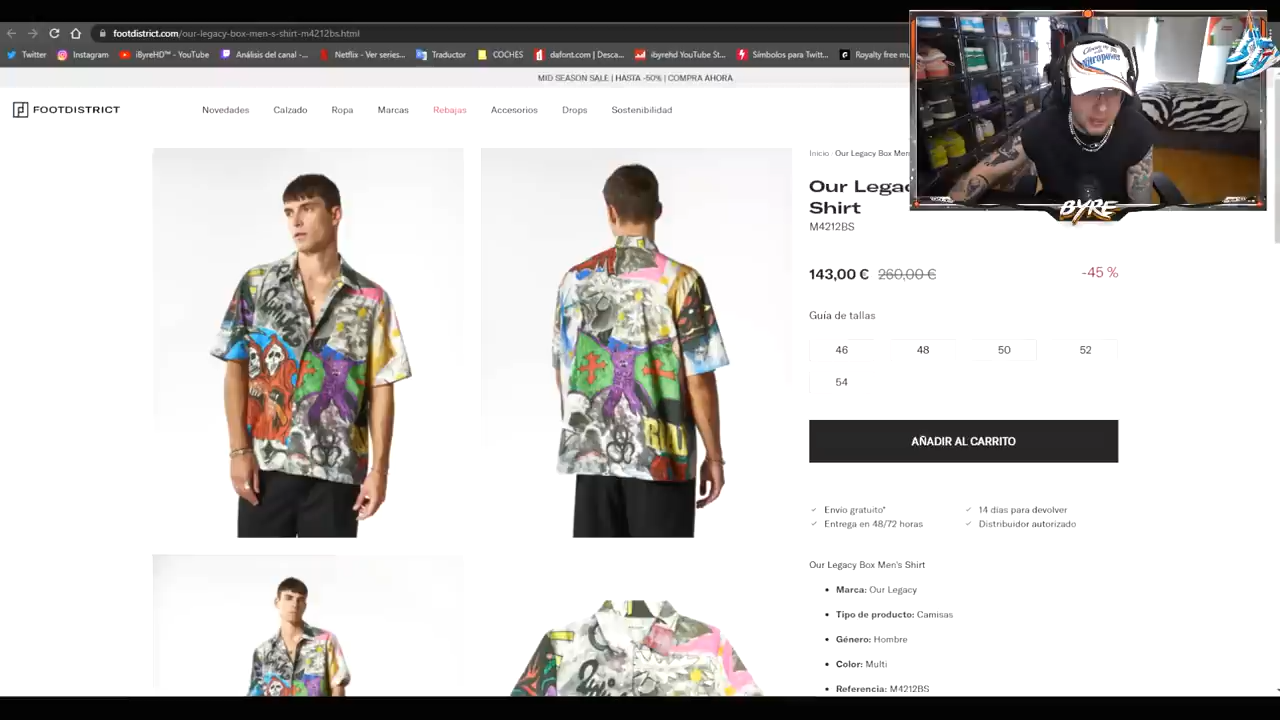 footdistrict.com/our-legacy-box-men-s-shirt-m4212bs.html
Twitter
Instagram
iByreHD™ – YouTube
Análisis del canal -...
Netflix - Ver series...
Traductor
COCHES
dafont.com | Desca...
ibyrehd YouTube St...
Símbolos para Twitt...
Royalty free mu
MID SEASON SALE | HASTA -50% | COMPRA AHORA
FOOTDISTRICT
Novedades
Calzado
Ropa
Marcas
Rebajas
Accesorios
Drops
Sostenibilidad
Inicio · Our Legacy Box Men
Our Legac
Shirt
M4212BS
143,00 € 260,00 € -45 %
Guía de tallas
46 48 50 52
54
AÑADIR AL CARRITO
Envío gratuito*
14 días para devolver
Entrega en 48/72 horas
Distribuidor autorizado
Our Legacy Box Men's Shirt
Marca: Our Legacy
Tipo de producto: Camisas
Género: Hombre
Color: Multi
Referencia: M4212BS
Nitropower
BYRE